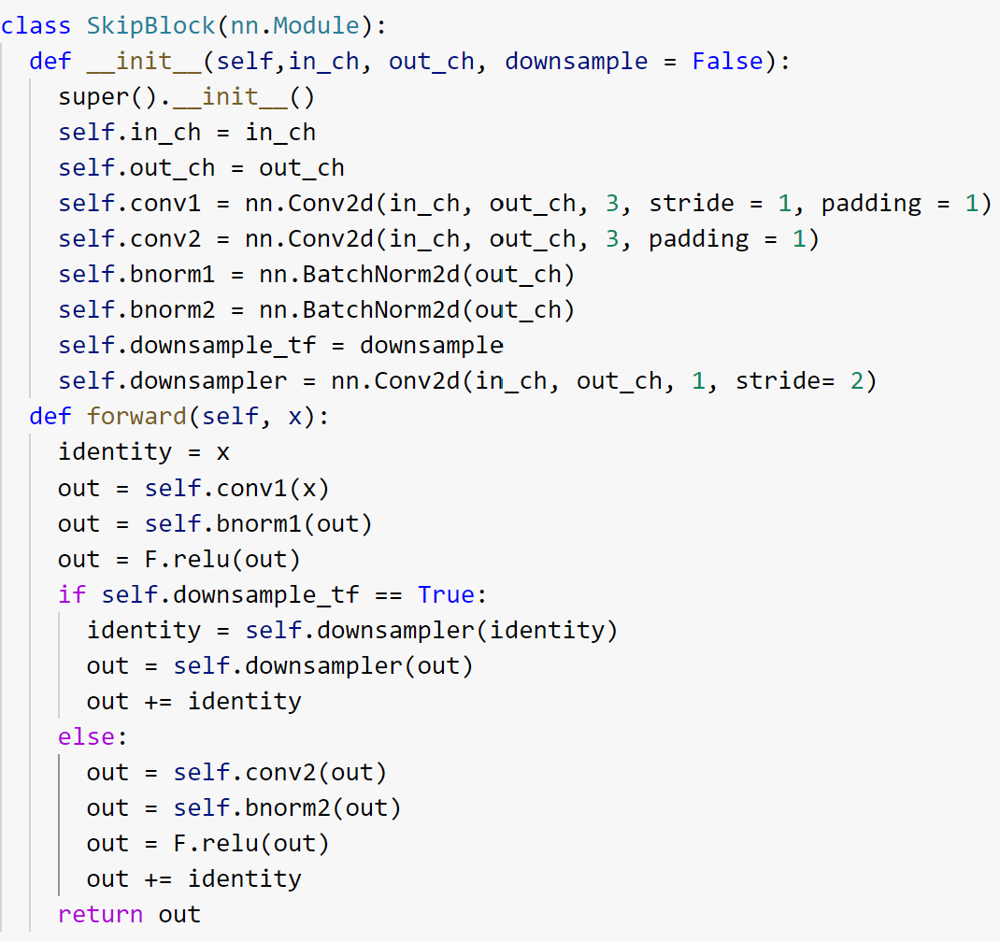 class SkipBlock(nn.Module):
  def __init__(self,in_ch, out_ch, downsample = False):
    super().__init__()
    self.in_ch = in_ch
    self.out_ch = out_ch
    self.conv1 = nn.Conv2d(in_ch, out_ch, 3, stride = 1, padding = 1)
    self.conv2 = nn.Conv2d(in_ch, out_ch, 3, padding = 1)
    self.bnorm1 = nn.BatchNorm2d(out_ch)
    self.bnorm2 = nn.BatchNorm2d(out_ch)
    self.downsample_tf = downsample
    self.downsampler = nn.Conv2d(in_ch, out_ch, 1, stride= 2)
  def forward(self, x):
    identity = x
    out = self.conv1(x)
    out = self.bnorm1(out)
    out = F.relu(out)
    if self.downsample_tf == True:
      identity = self.downsampler(identity)
      out = self.downsampler(out)
      out += identity
    else:
      out = self.conv2(out)
      out = self.bnorm2(out)
      out = F.relu(out)
      out += identity
    return out